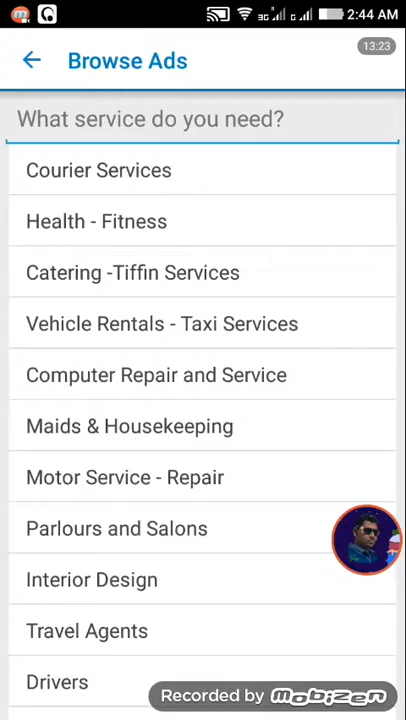 3G G 2:44 AM
13:23
Browse Ads
What service do you need?
Courier Services
Health - Fitness
Catering -Tiffin Services
Vehicle Rentals - Taxi Services
Computer Repair and Service
Maids & Housekeeping
Motor Service - Repair
Parlours and Salons
Interior Design
Travel Agents
Drivers
Recorded by mobizen